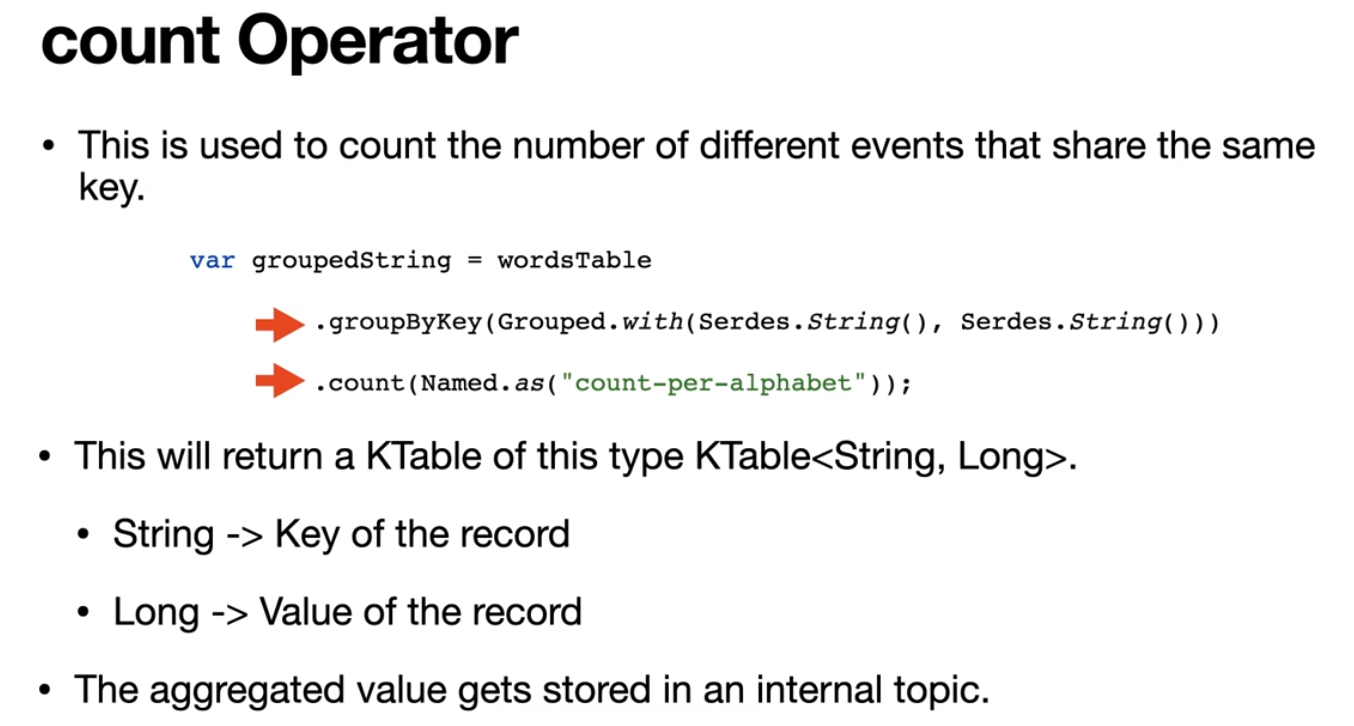 count Operator
• This is used to count the number of different events that share the same
key.
var groupedString = wordsTable
.groupByKey(Grouped.with(Serdes.String(), Serdes.String()))
.count(Named.as("count-per-alphabet"));
• This will return a KTable of this type KTable<String, Long>.
• String -> Key of the record
• Long -> Value of the record
• The aggregated value gets stored in an internal topic.